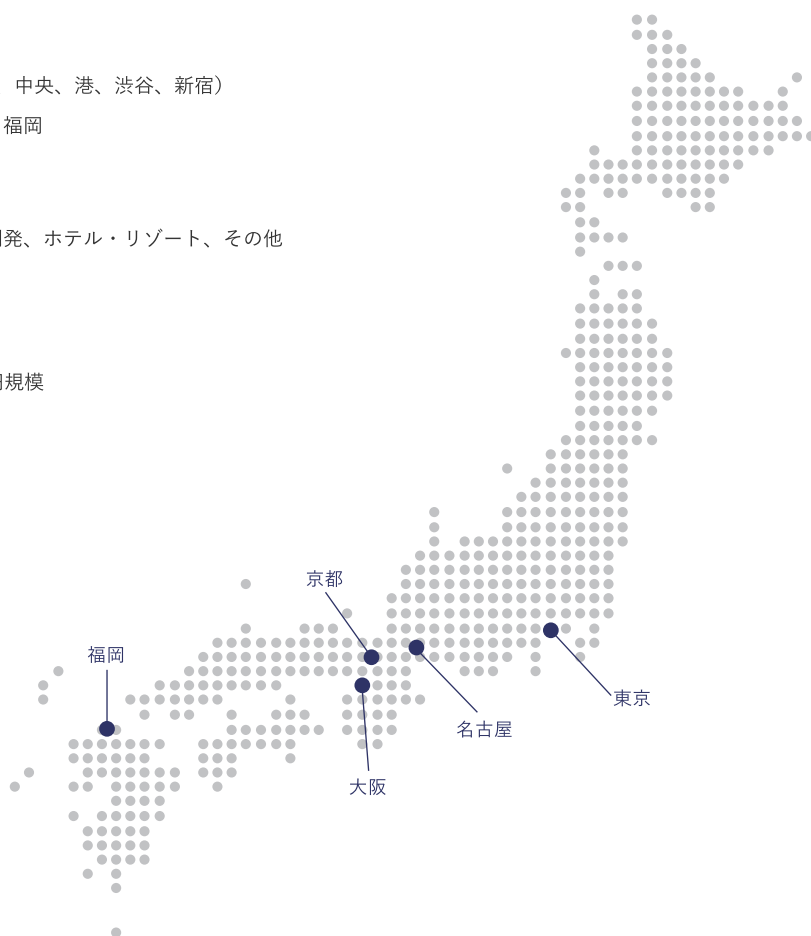 中央、港、渋谷、新宿）
福岡
発、ホテル・リゾート、その他
規模
京都
福岡
東京
名古屋
大阪